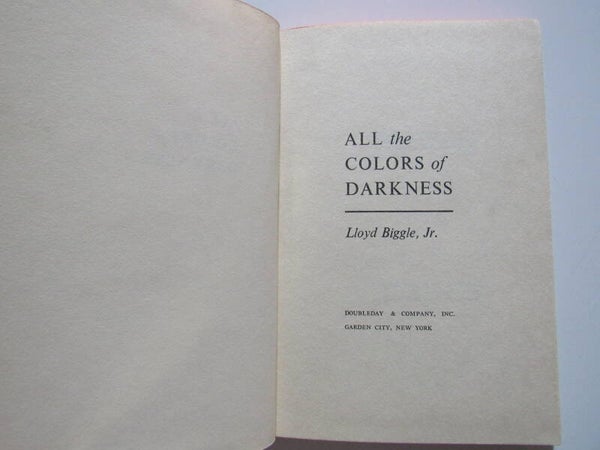 ALL the
COLORS of
DARKNESS
Lloyd Biggle, Jr.
DOUBLEDAY & COMPANY, INC.
GARDEN CITY, NEW YORK